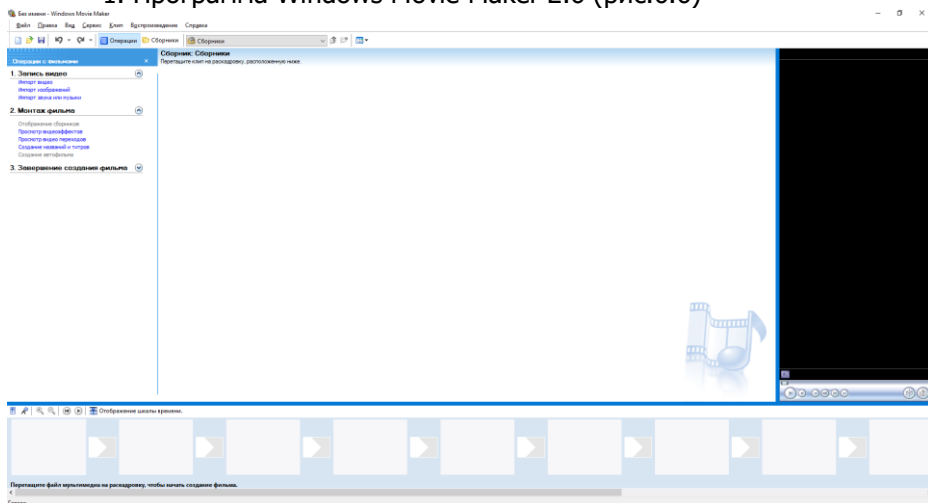 1. Программа Windows Movie Maker 2.6 (рис.6.6)
Без имени - Windows Movie Maker
Файл Правка Вид Сервис Клип Воспроизведение Справка
Операции Сборники Сборники
Операции с фильмами
Сборник: Сборники
Перетащите клип на раскадровку, расположенную ниже.
1. Запись видео
Импорт видео
Импорт изображений
Импорт звука или музыки
2. Монтаж фильма
Отображение сборников
Просмотр видеоэффектов
Просмотр видео переходов
Создание названий и титров
Создание автофильма
3. Завершение создания фильма
Отображение шкалы времени.
Перетащите файл мультимедиа на раскадровку, чтобы начать создание фильма.
Готово